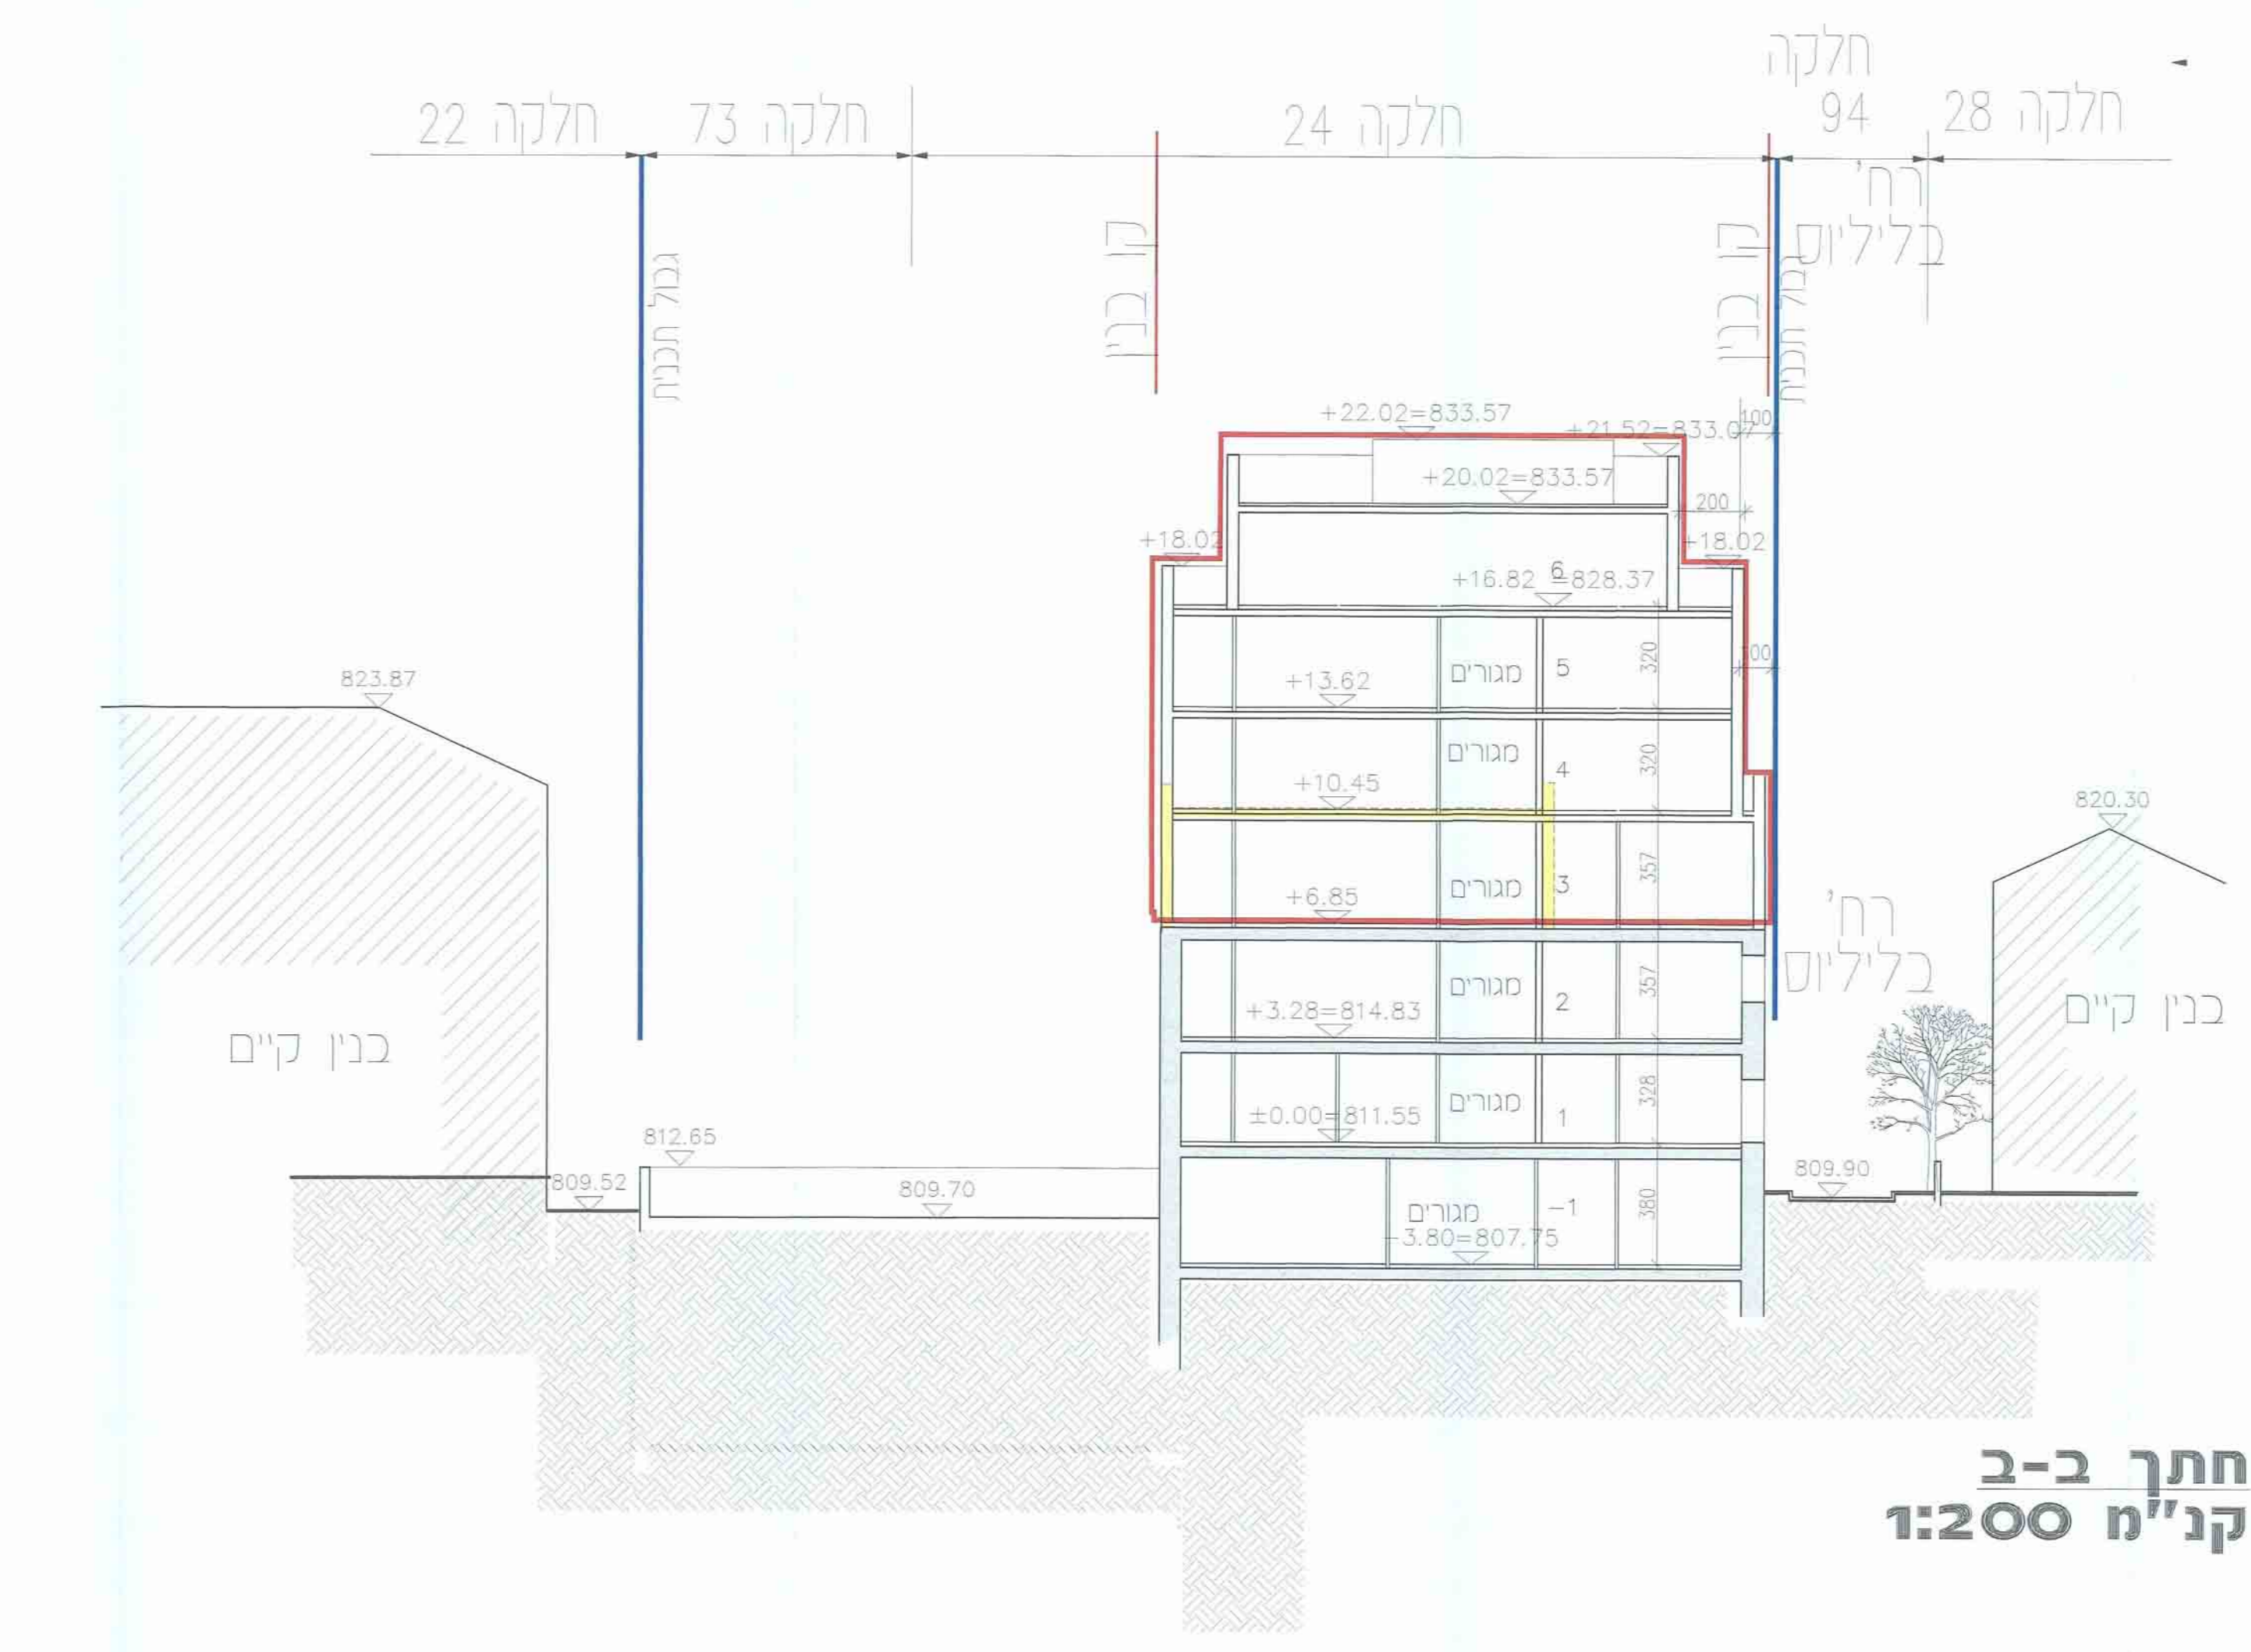 חלקה
94
חלקה 28
חלקה 24
חלקה 73
חלקה 22
רח'
בליליוס
קו בנין
גבול תכנית
קו בנין
גבול תכנית
+22.02=833.57
+21.52=833.07
100
+20.02=833.57
200
+18.02
+18.02
6
+16.82 =828.37
320
מגורים
5
+13.62
823.87
מגורים
4
320
+10.45
820.30
357
מגורים
3
+6.85
רח'
בליליוס
357
מגורים
2
+3.28=814.83
בנין קיים
בנין קיים
328
מגורים
1
±0.00=811.55
812.65
809.52
809.70
809.90
380
מגורים
-1
-3.80=807.75
חתך ב-ב
קנ"מ 1:200